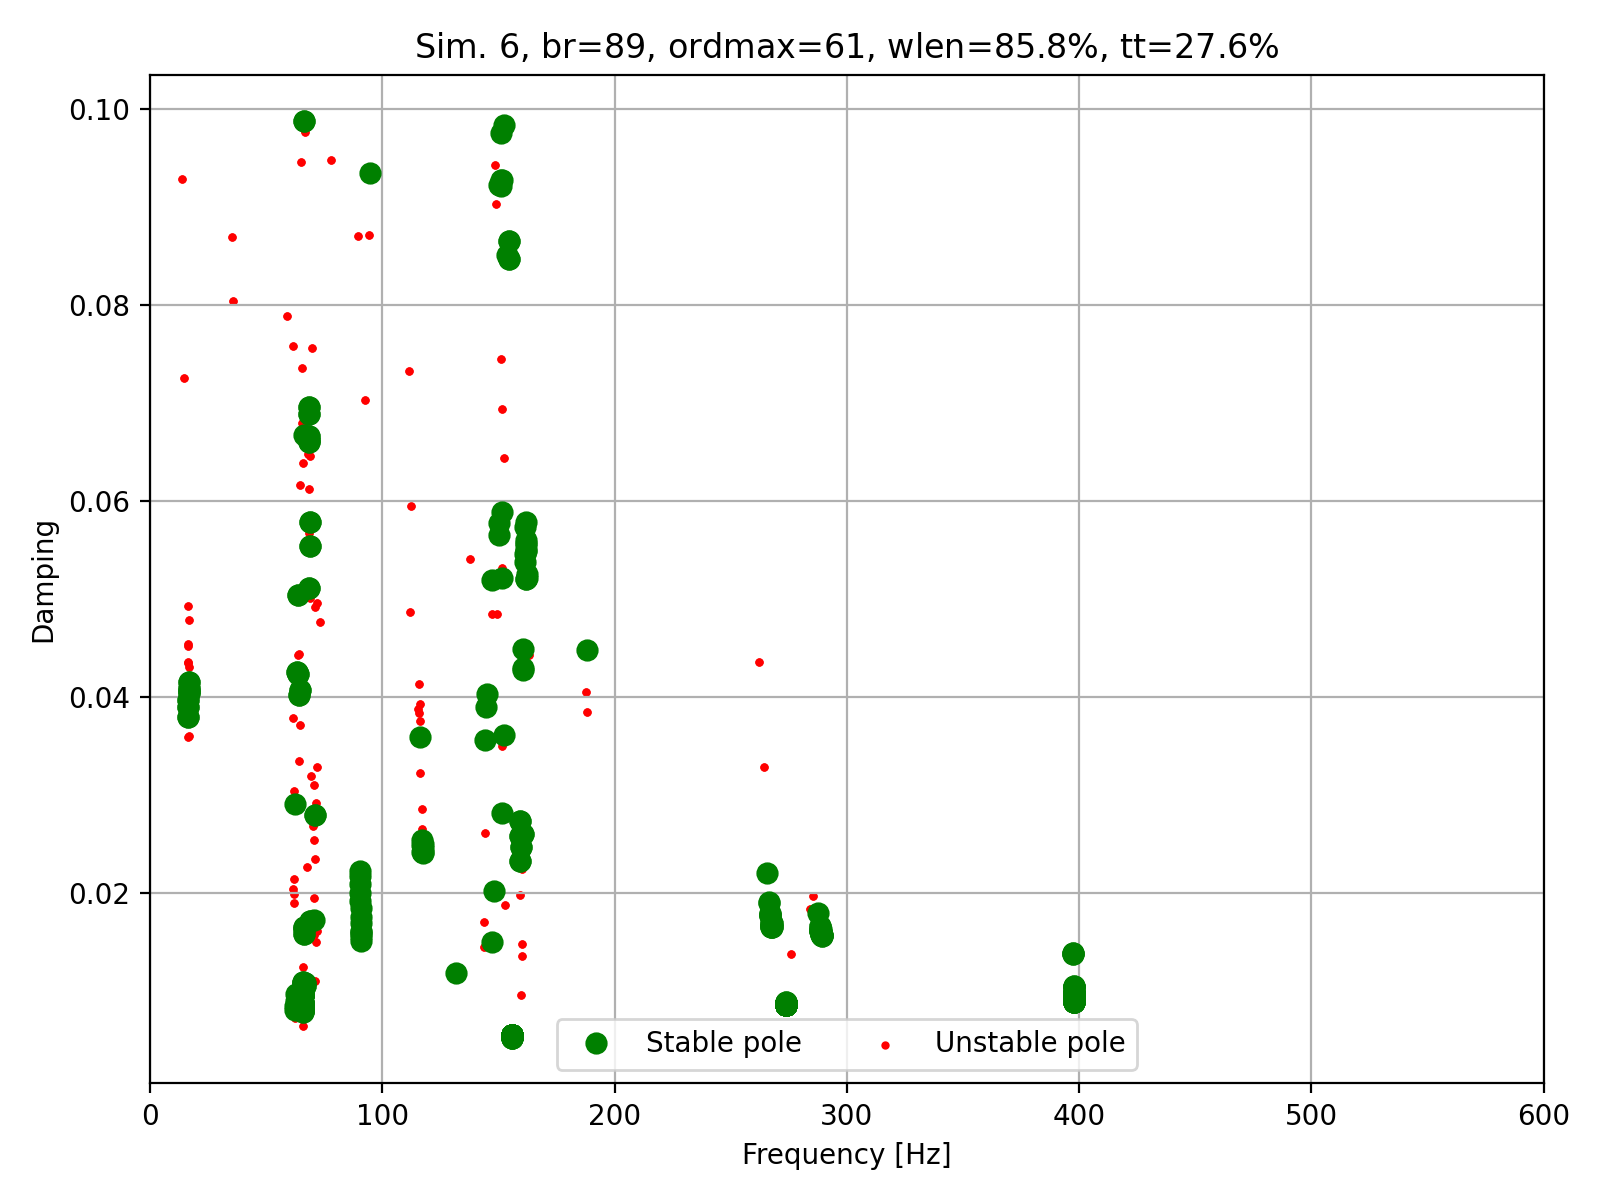 Sim. 6, br=89, ordmax=61, wlen=85.8%, tt=27.6%
0.10
0.08
0.06
0.04
0.02
Damping
Stable pole
Unstable pole
0
100
200
300
400
500
600
Frequency [Hz]